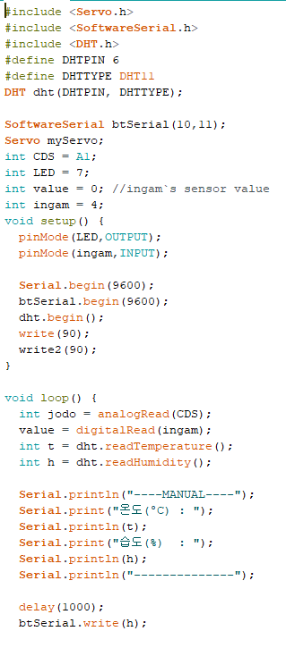 #include <Servo.h>
#include <SoftwareSerial.h>
#include <DHT.h>
#define DHTPIN 6
#define DHTTYPE DHT11
DHT dht(DHTPIN, DHTTYPE);

SoftwareSerial btSerial(10,11);
Servo myServo;
int CDS = A1;
int LED = 7;
int value = 0; //ingam`s sensor value
int ingam = 4;
void setup() {
  pinMode(LED,OUTPUT);
  pinMode(ingam,INPUT);

  Serial.begin(9600);
  btSerial.begin(9600);
  dht.begin();
  write(90);
  write2(90);
}

void loop() {
  int jodo = analogRead(CDS);
  value = digitalRead(ingam);
  int t = dht.readTemperature();
  int h = dht.readHumidity();

  Serial.println("----MANUAL----");
  Serial.print("온도(°C) : ");
  Serial.println(t);
  Serial.print("습도(%)  : ");
  Serial.println(h);
  Serial.println("--------------");

  delay(1000);
  btSerial.write(h);